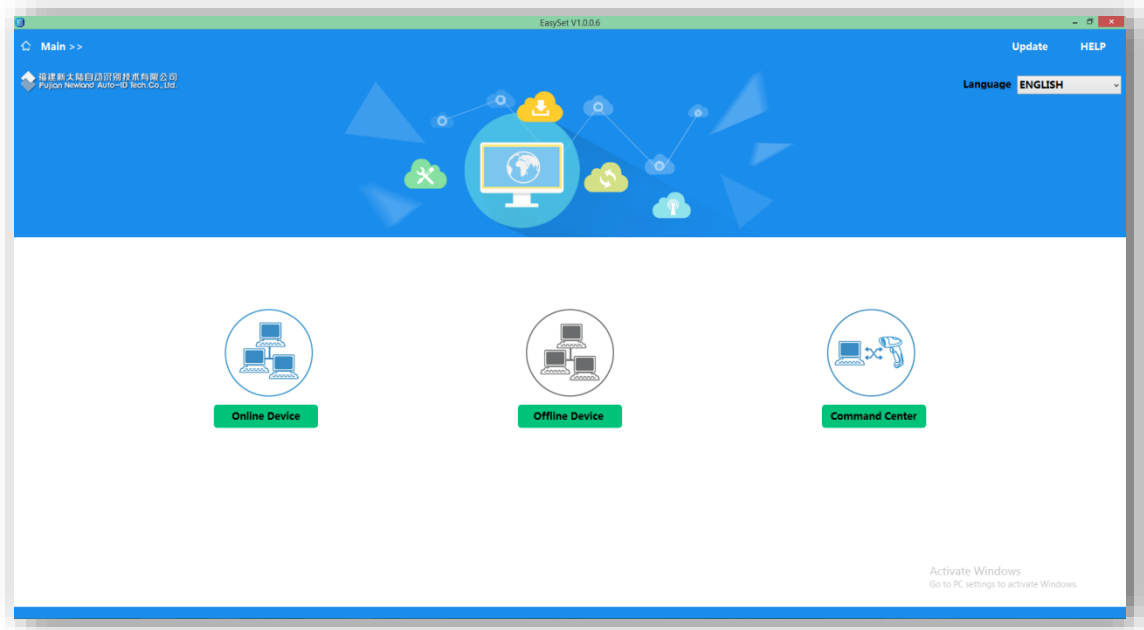 EasySet V1.0.0.6
Main >>
Update HELP
福建新大陆自动识别技术有限公司
Fujian Newland Auto-ID Tech.Co.,Ltd.
Language ENGLISH
Online Device
Offline Device
Command Center
Activate Windows
Go to PC settings to activate Windows.